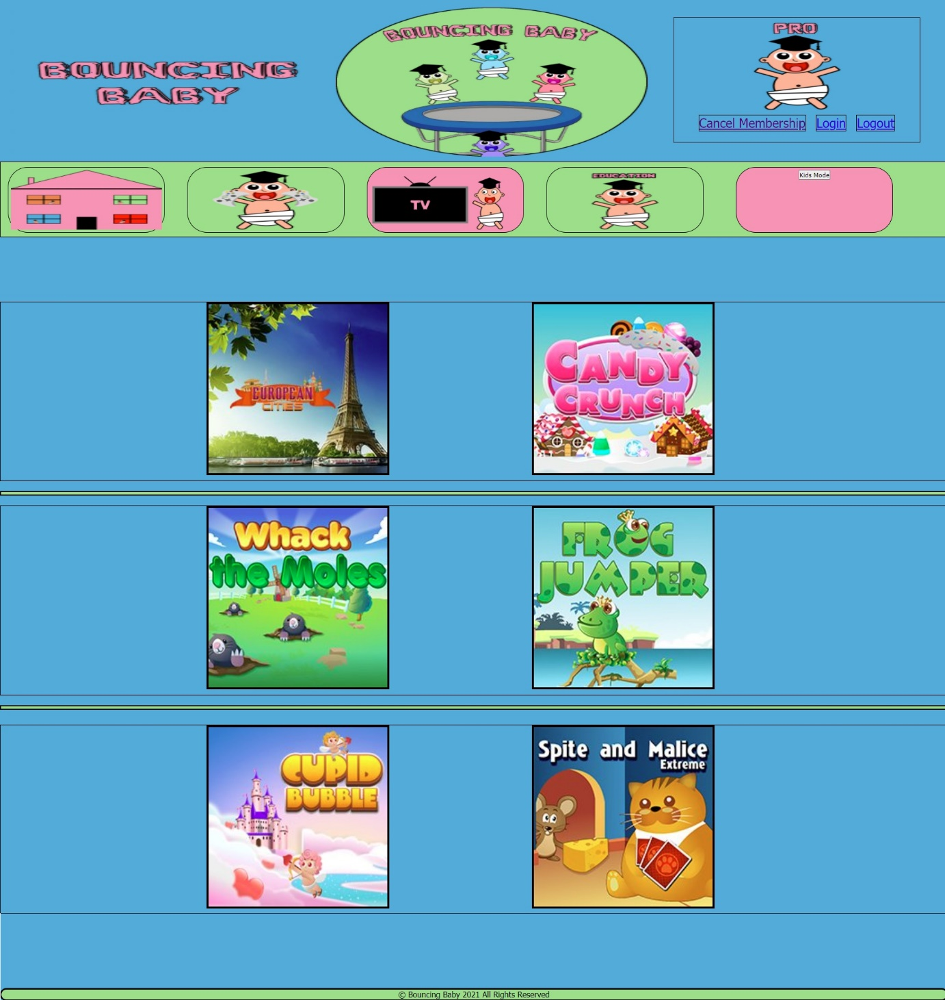 BOUNCING
BABY
BOUNCING BABY
PRO
Cancel Membership Login Logout
TV
EDUCATION
Kids Mode
EUROPEAN
CITIES
CANDY
CRUNCH
Whack
the Moles
FROG
JUMPER
CUPID
BUBBLE
Spite and Malice
Extreme
© Bouncing Baby 2021 All Rights Reserved